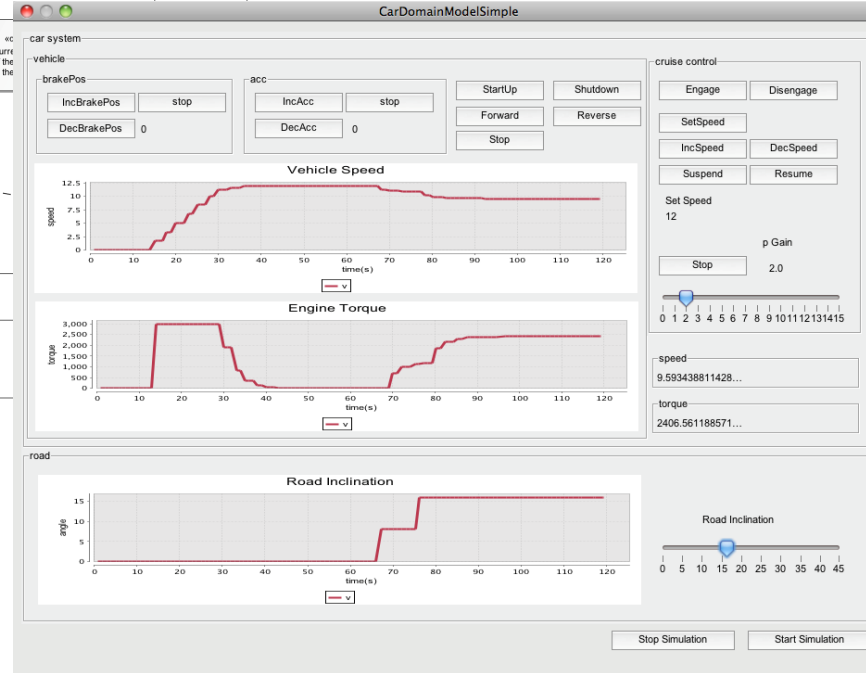 CarDomainModelSimple
car system
vehicle
brakePos
IncBrakePos stop
DecBrakePos 0
acc
IncAcc stop
DecAcc 0
StartUp Shutdown
Forward Reverse
Stop
Vehicle Speed
speed
12.5
10
7.5
5
2.5
0
0 10 20 30 40 50 60 70 80 90 100 110 120
time(s)
v
Engine Torque
torque
3,000
2,500
2,000
1,500
1,000
500
0
0 10 20 30 40 50 60 70 80 90 100 110 120
time(s)
v
cruise control
Engage Disengage
SetSpeed
IncSpeed DecSpeed
Suspend Resume
Set Speed
12
p Gain
Stop 2.0
0 1 2 3 4 5 6 7 8 9 10 11 12 13 14 15
speed
9.593438811428...
torque
2406.561188571...
road
Road Inclination
angle
15
10
5
0
0 10 20 30 40 50 60 70 80 90 100 110 120
time(s)
v
Road Inclination
0 5 10 15 20 25 30 35 40 45
Stop Simulation Start Simulation